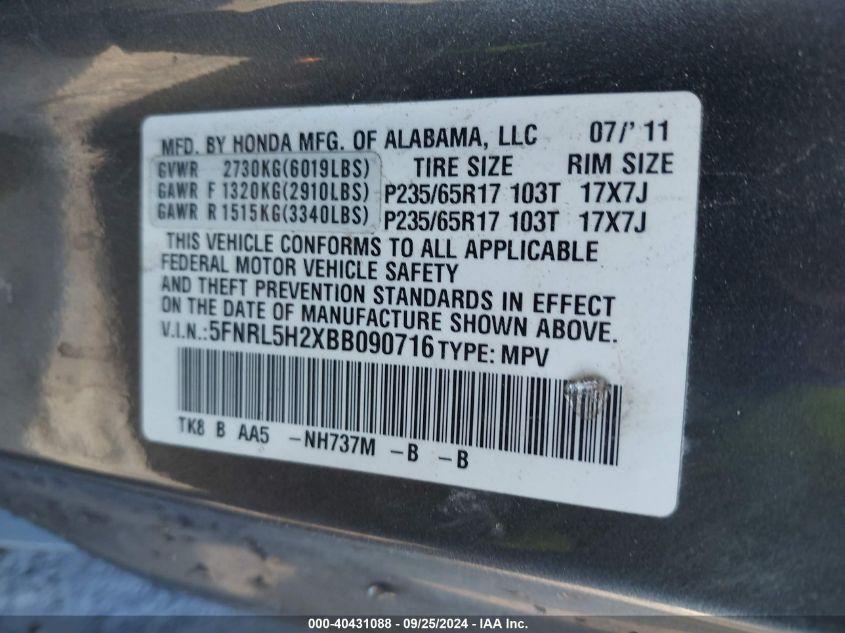 MFD. BY HONDA MFG. OF ALABAMA, LLC 07/' 11
GVWR 2730KG(6019LBS) TIRE SIZE RIM SIZE
GAWR F 1320KG(2910LBS) P235/65R17 103T 17X7J
GAWR R 1515KG(3340LBS) P235/65R17 103T 17X7J
THIS VEHICLE CONFORMS TO ALL APPLICABLE
FEDERAL MOTOR VEHICLE SAFETY
AND THEFT PREVENTION STANDARDS IN EFFECT
ON THE DATE OF MANUFACTURE SHOWN ABOVE.
V.I.N.:5FNRL5H2XBB090716 TYPE: MPV
TK8 B AA5 -NH737M -B -B
000-40431088 - 09/25/2024 - IAA Inc.